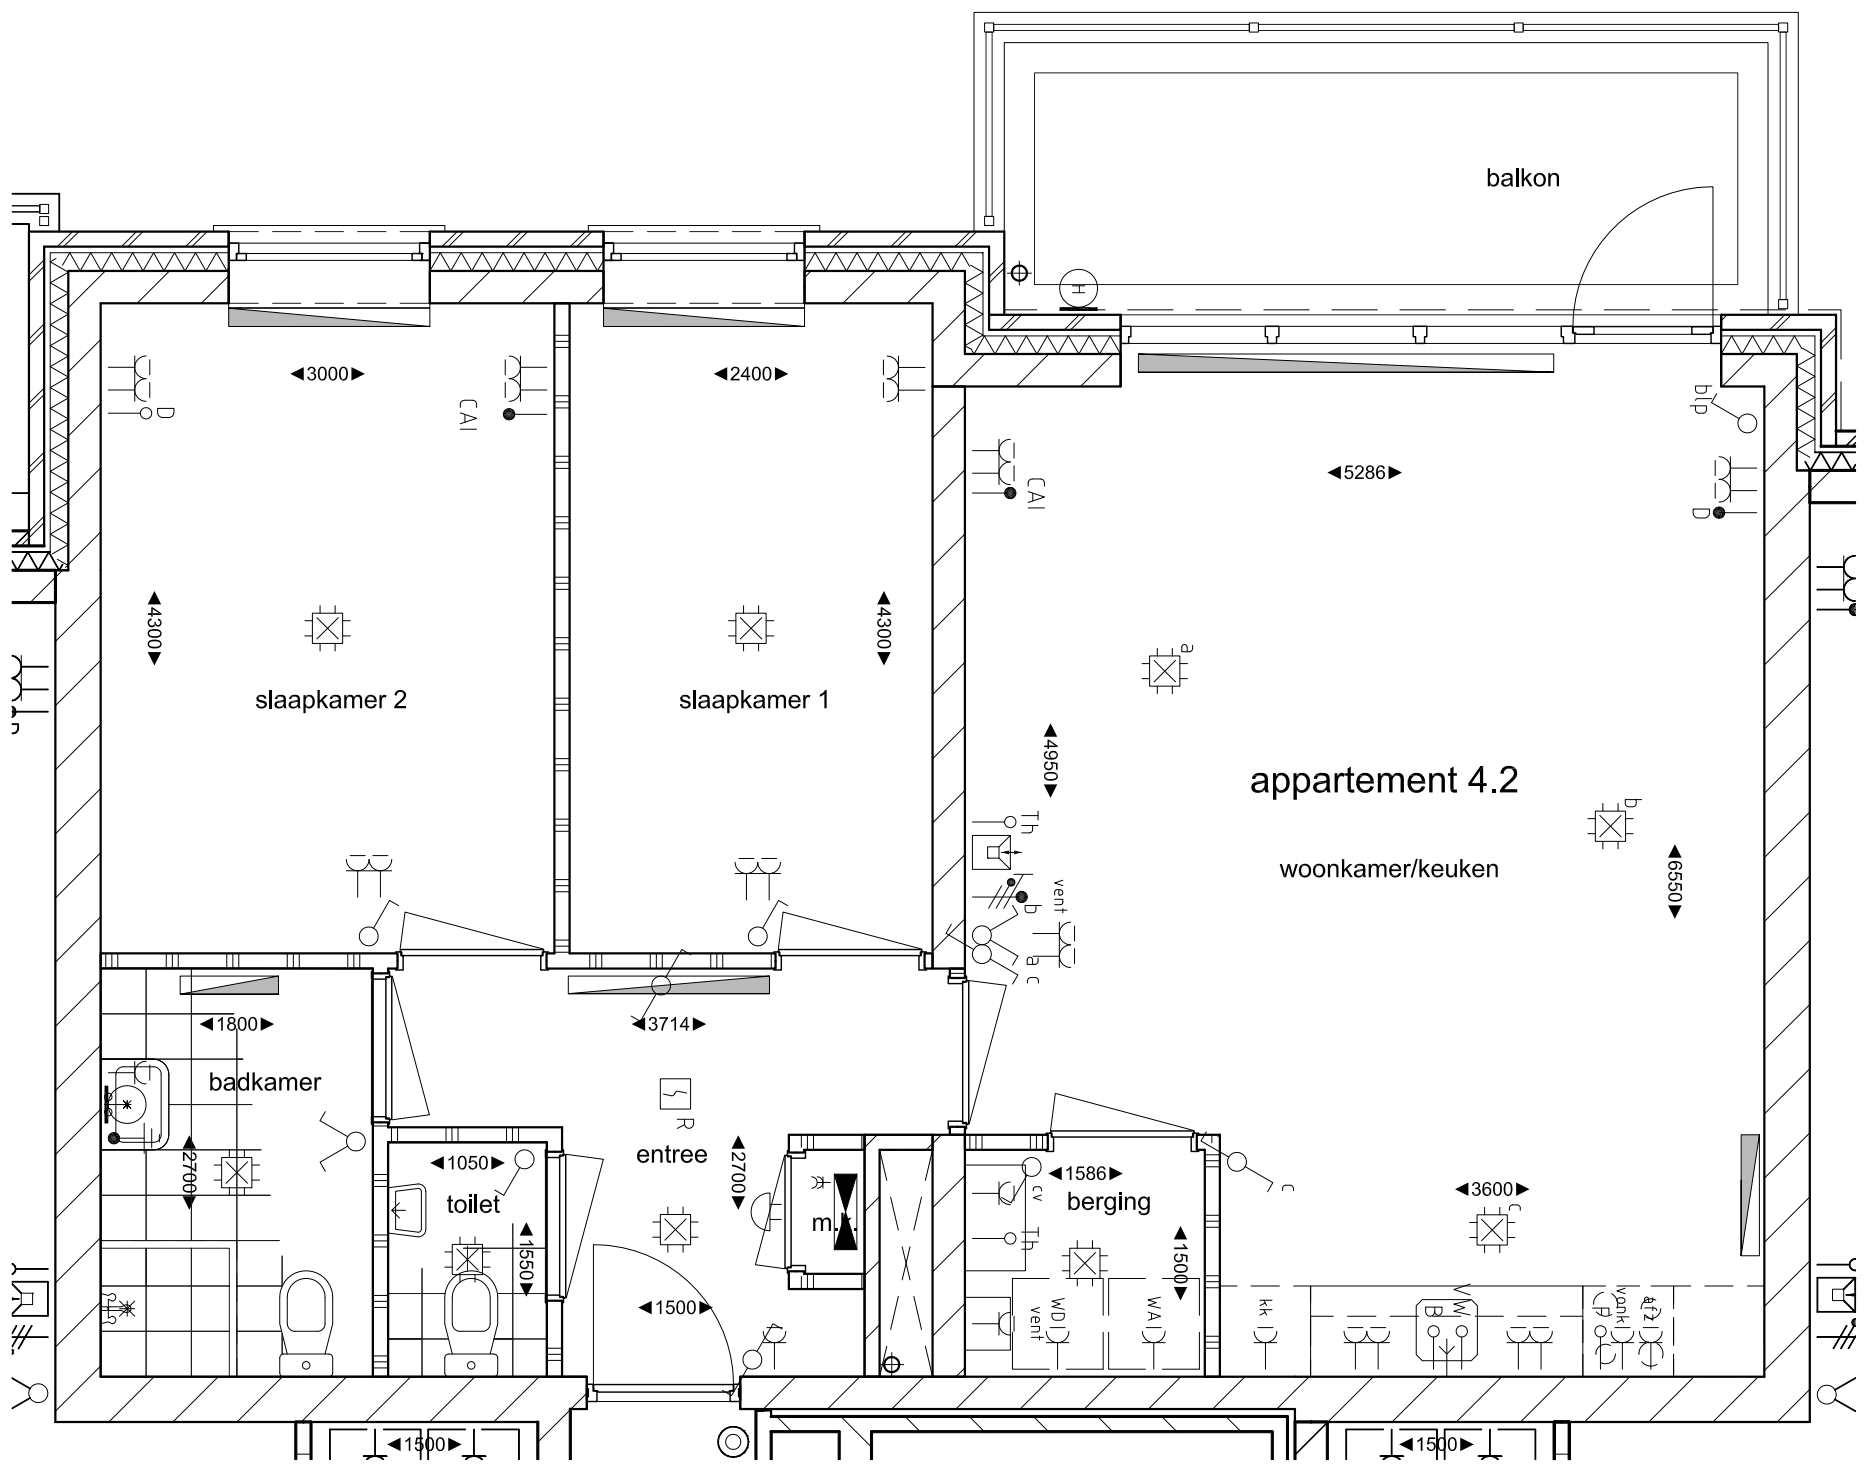 balkon
H
3000
2400
D
CAI
blp
5286
CAI
D
4300
4300
a
slaapkamer 2
slaapkamer 1
4950
appartement 4.2
b
Th
woonkamer/keuken
6550
vent
b
a c
1800
3714
badkamer
R
entree
2700
1050
2700
toilet
1550
m.k.
1586
cv
berging
Th
1500
c
3600
c
1500
WD
vent
WA
kk
VW
B
vonk
afz
1500
1500